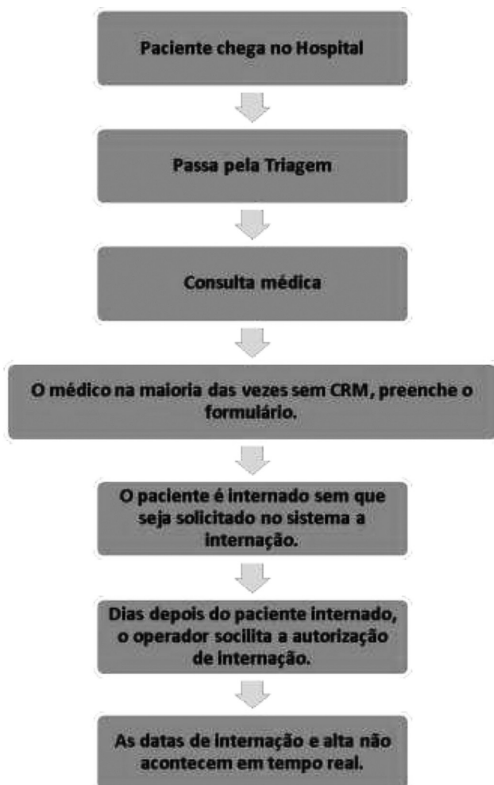 Paciente chega no Hospital
Passa pela Triagem
Consulta médica
O médico na maioria das vezes sem CRM, preenche o
formulário.
O paciente é internado sem que
seja solicitado no sistema a
internação.
Dias depois do paciente internado,
o operador socilita a autorização
de internação.
As datas de internação e alta não
acontecem em tempo real.